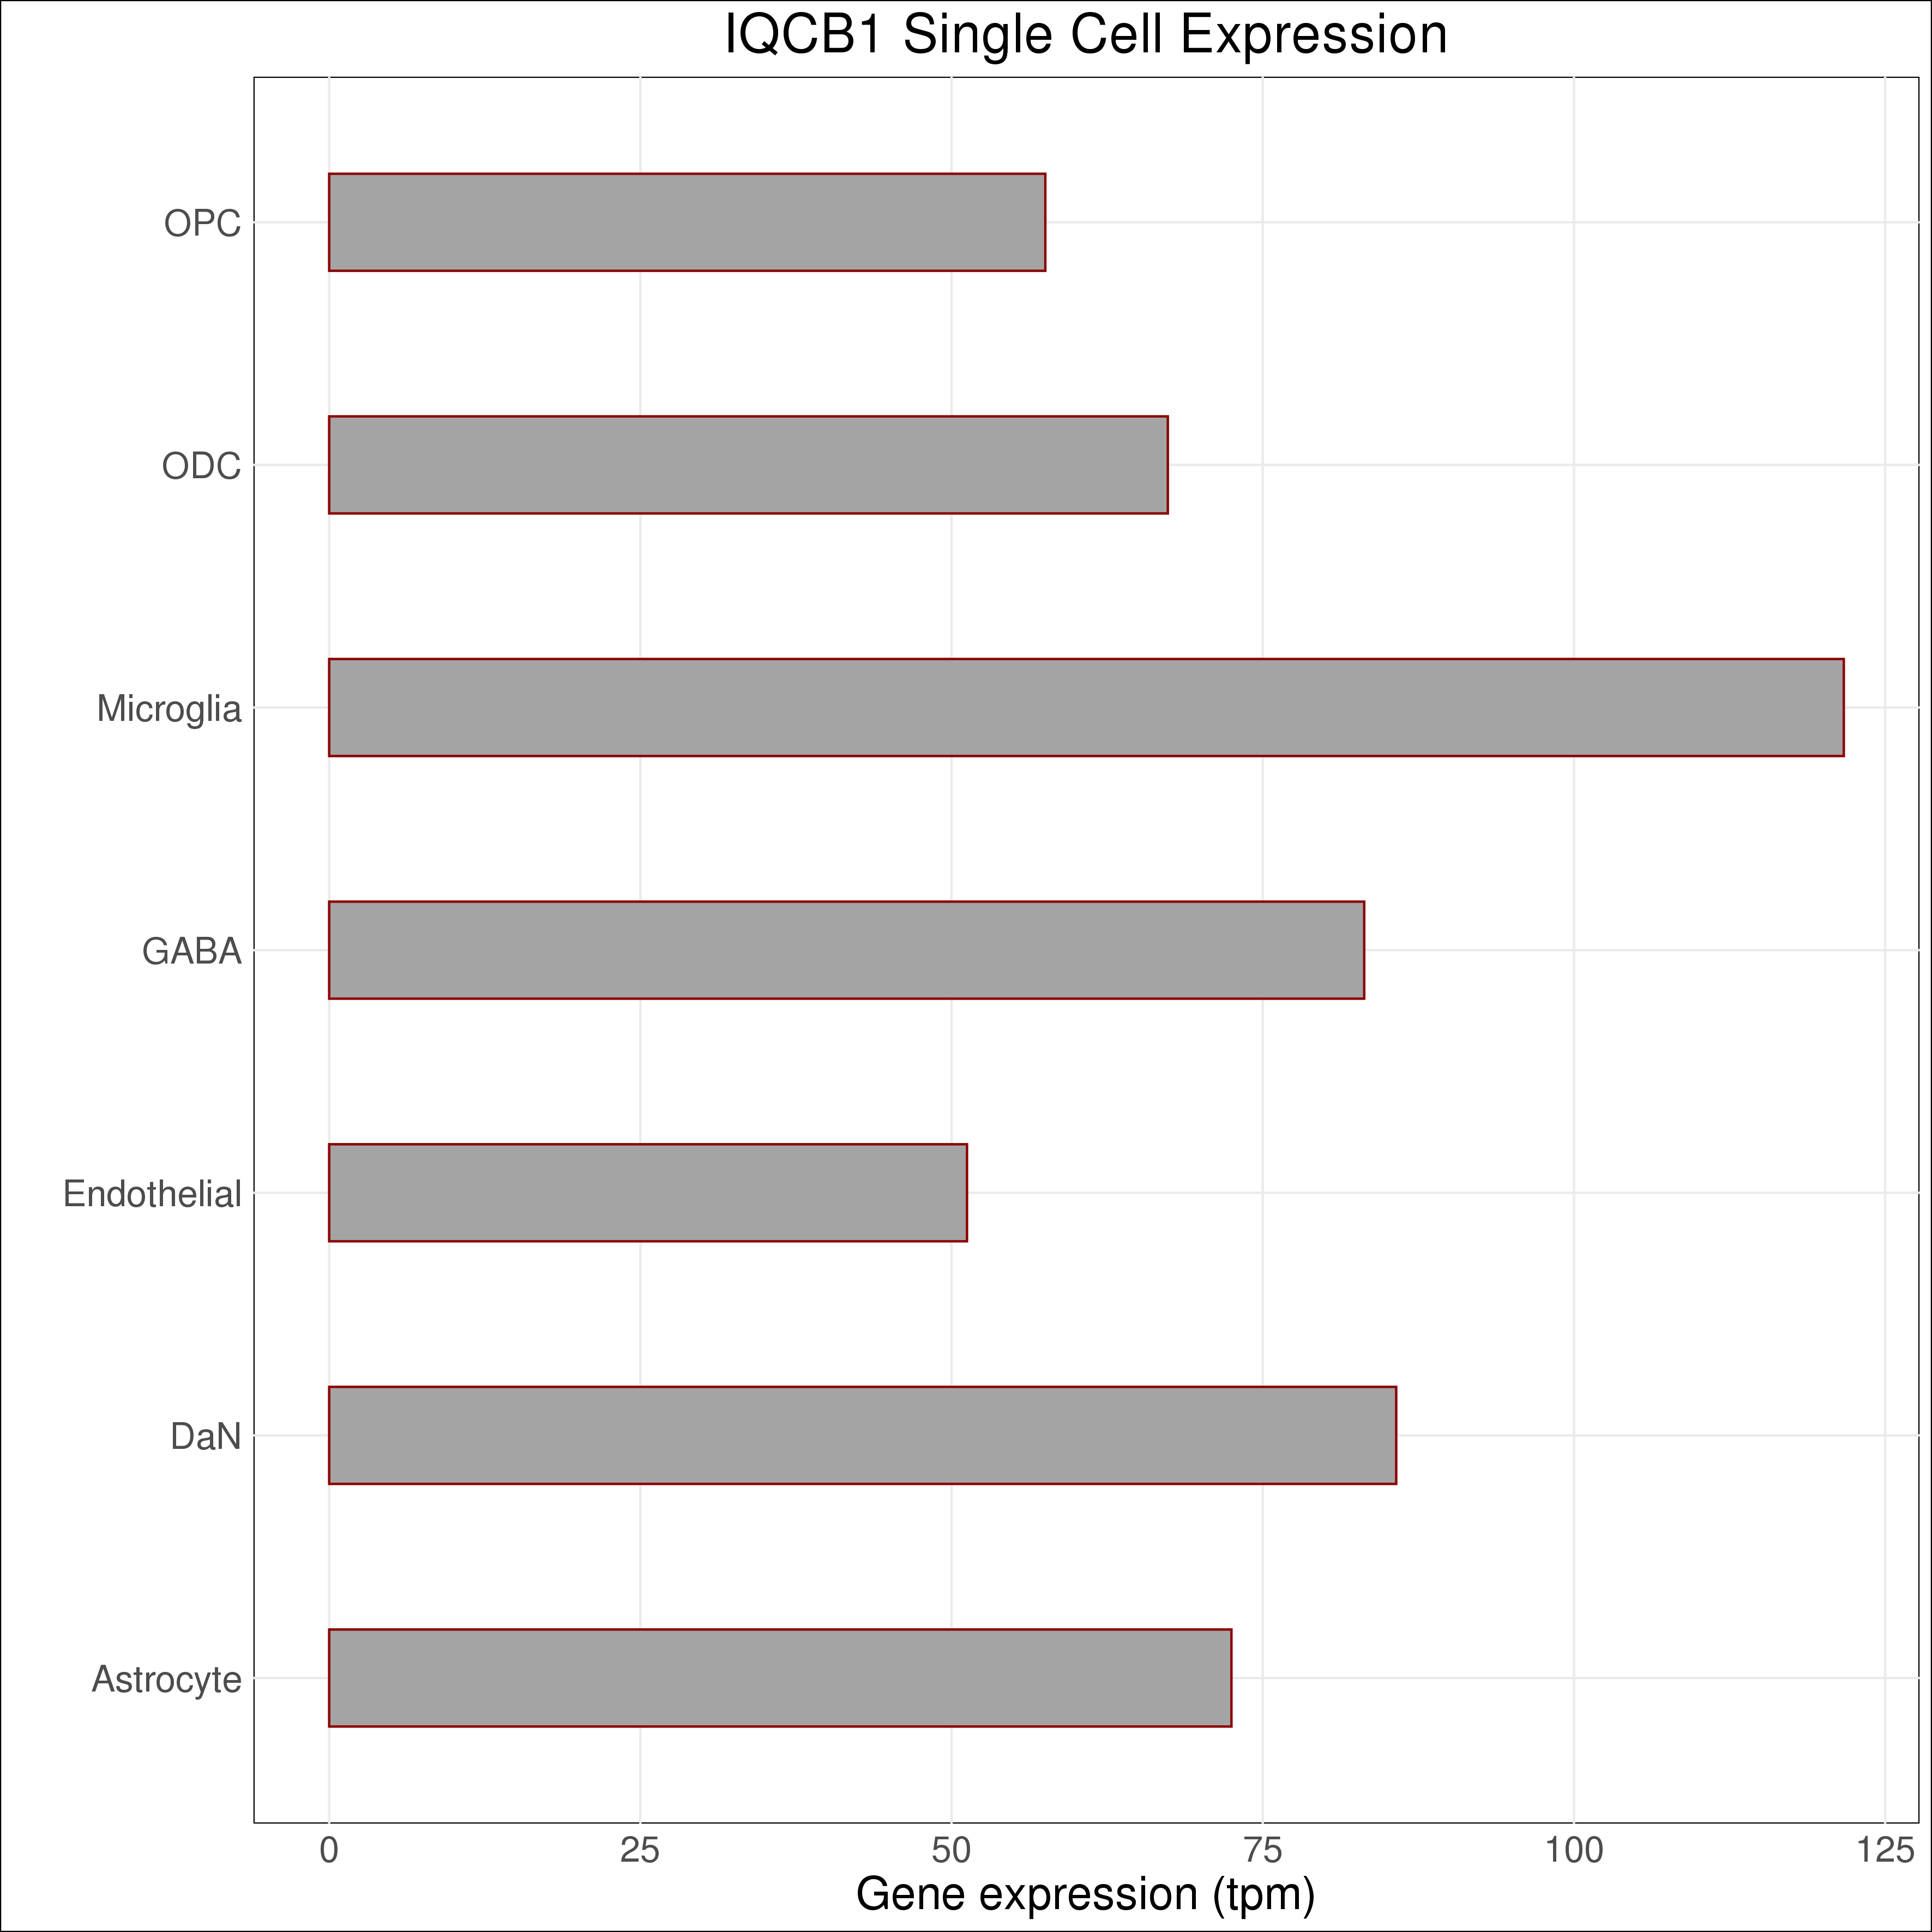 IQCB1 Single Cell Expression
OPC
ODC
Microglia
GABA
Endothelial
DaN
Astrocyte
0 25 50 75 100 125
Gene expression (tpm)